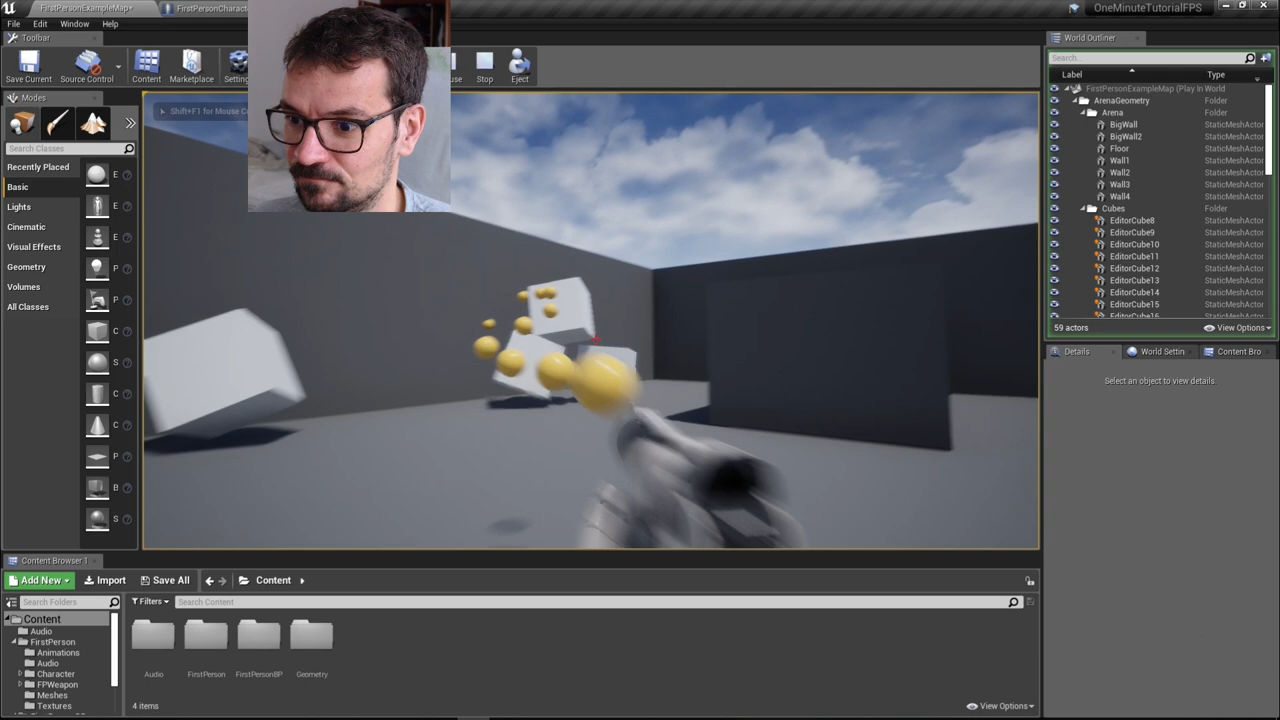 FirstPersonExampleMap*
FirstPersonCharac
OneMinuteTutorialFPS
File Edit Window Help
Toolbar
Save Current
Source Control
Content
Marketplace
Stop
Eject
Modes
Search Classes
Recently Placed
Basic
Lights
Cinematic
Visual Effects
Geometry
Volumes
All Classes
E
E
E
P
P
C
S
C
C
P
B
S
Shift+F1 for Mouse C
World Outliner
Search...
Label Type
FirstPersonExampleMap (Play In World
ArenaGeometry Folder
Arena Folder
BigWall StaticMeshActor
BigWall2 StaticMeshActor
Floor StaticMeshActor
Wall1 StaticMeshActor
Wall2 StaticMeshActor
Wall3 StaticMeshActor
Wall4 StaticMeshActor
Cubes Folder
EditorCube8 StaticMeshActor
EditorCube9 StaticMeshActor
EditorCube10 StaticMeshActor
EditorCube11 StaticMeshActor
EditorCube12 StaticMeshActor
EditorCube13 StaticMeshActor
EditorCube14 StaticMeshActor
EditorCube15 StaticMeshActor
59 actors
View Options
Details
World Settin
Content Bro
Select an object to view details.
Content Browser 1
Add New
Import
Save All
Content
Search Folders
Filters
Search Content
Content
Audio
FirstPerson
Animations
Audio
Character
FPWeapon
Meshes
Textures
Audio
FirstPerson
FirstPersonBP
Geometry
4 items
View Options